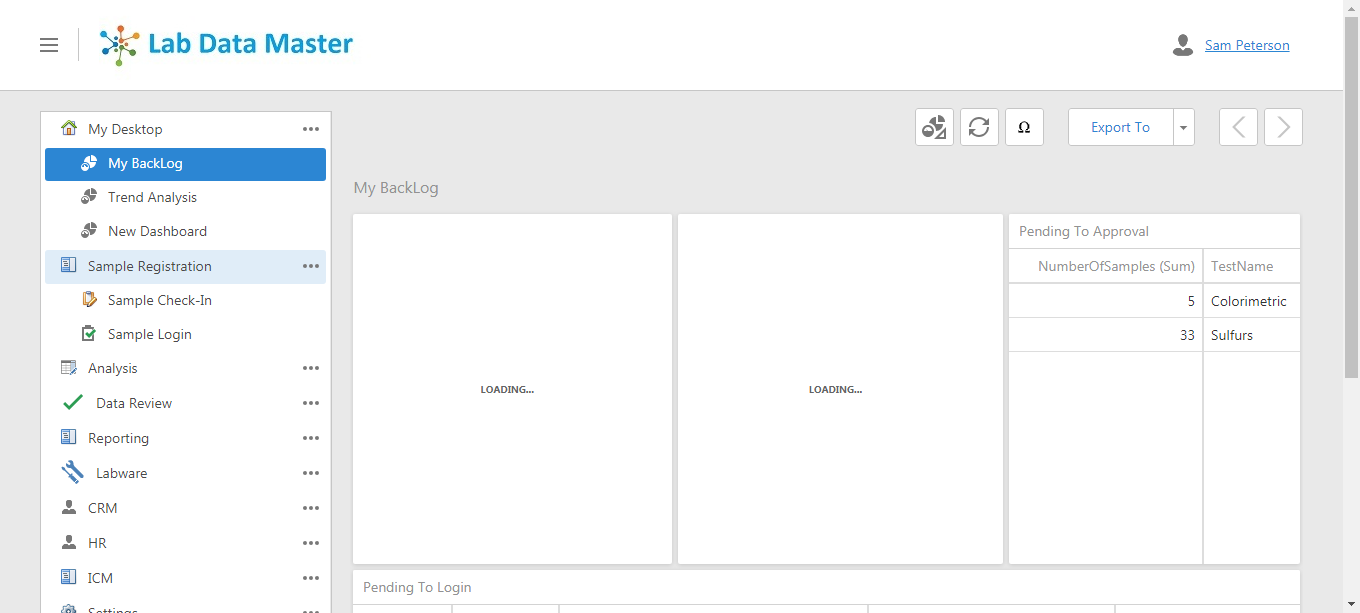 Lab Data Master
Sam Peterson
My Desktop
My BackLog
Trend Analysis
New Dashboard
Sample Registration
Sample Check-In
Sample Login
Analysis
Data Review
Reporting
Labware
CRM
HR
ICM
Settings
Ω
Export To
My BackLog
LOADING...
LOADING...
Pending To Approval
NumberOfSamples (Sum) TestName
5 Colorimetric
33 Sulfurs
Pending To Login